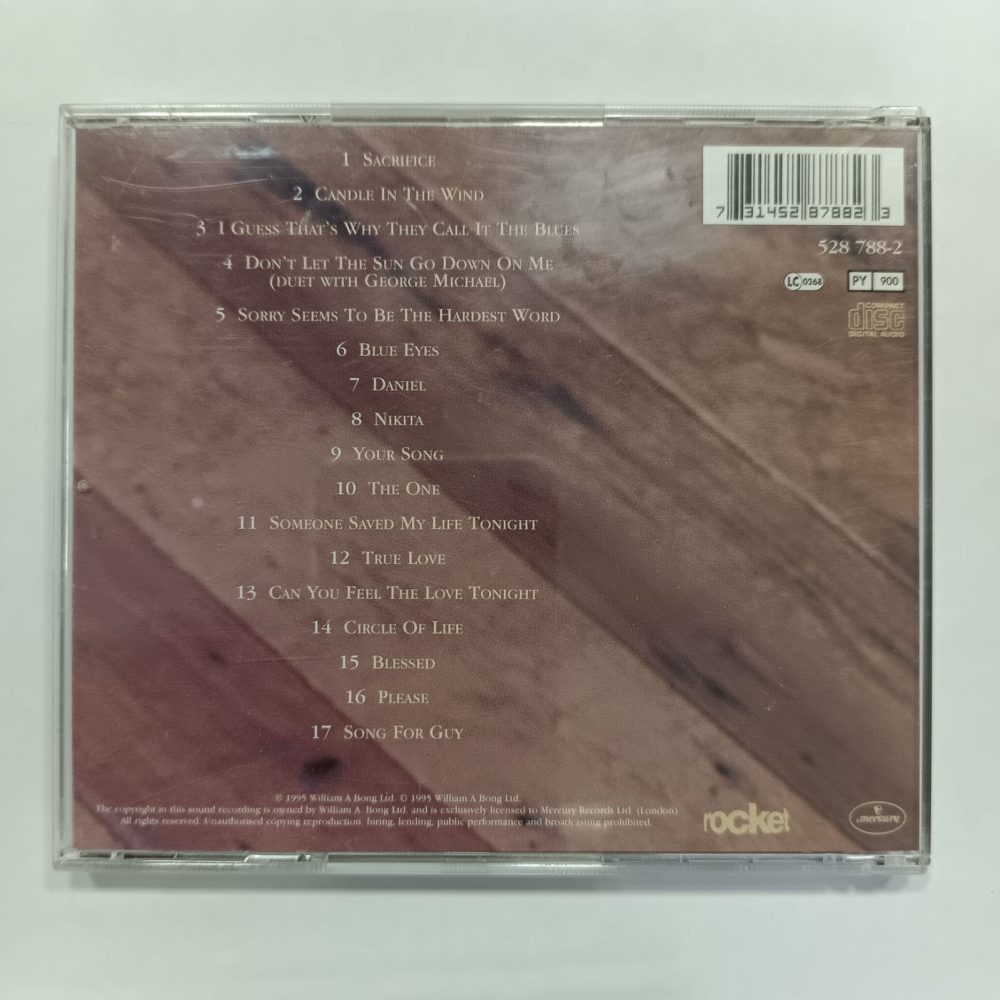 1 Sacrifice
2 Candle In The Wind
3 I Guess That's Why They Call It The Blues
4 Don't Let The Sun Go Down On Me
(duet with George Michael)
5 Sorry Seems To Be The Hardest Word
6 Blue Eyes
7 Daniel
8 Nikita
9 Your Song
10 The One
11 Someone Saved My Life Tonight
12 True Love
13 Can You Feel The Love Tonight
14 Circle Of Life
15 Blessed
16 Please
17 Song For Guy
7 31452 87882 3
528 788-2
LC 0268
PY 900
COMPACT
disc
DIGITAL AUDIO
℗ 1995 William A Bong Ltd. © 1995 William A Bong Ltd.
The copyright in this sound recording is owned by William A. Bong Ltd. and is exclusively licensed to Mercury Records Ltd. (London)
All rights reserved. Unauthorised copying reproduction, hiring, lending, public performance and broadcasting prohibited.
rocket
mercury